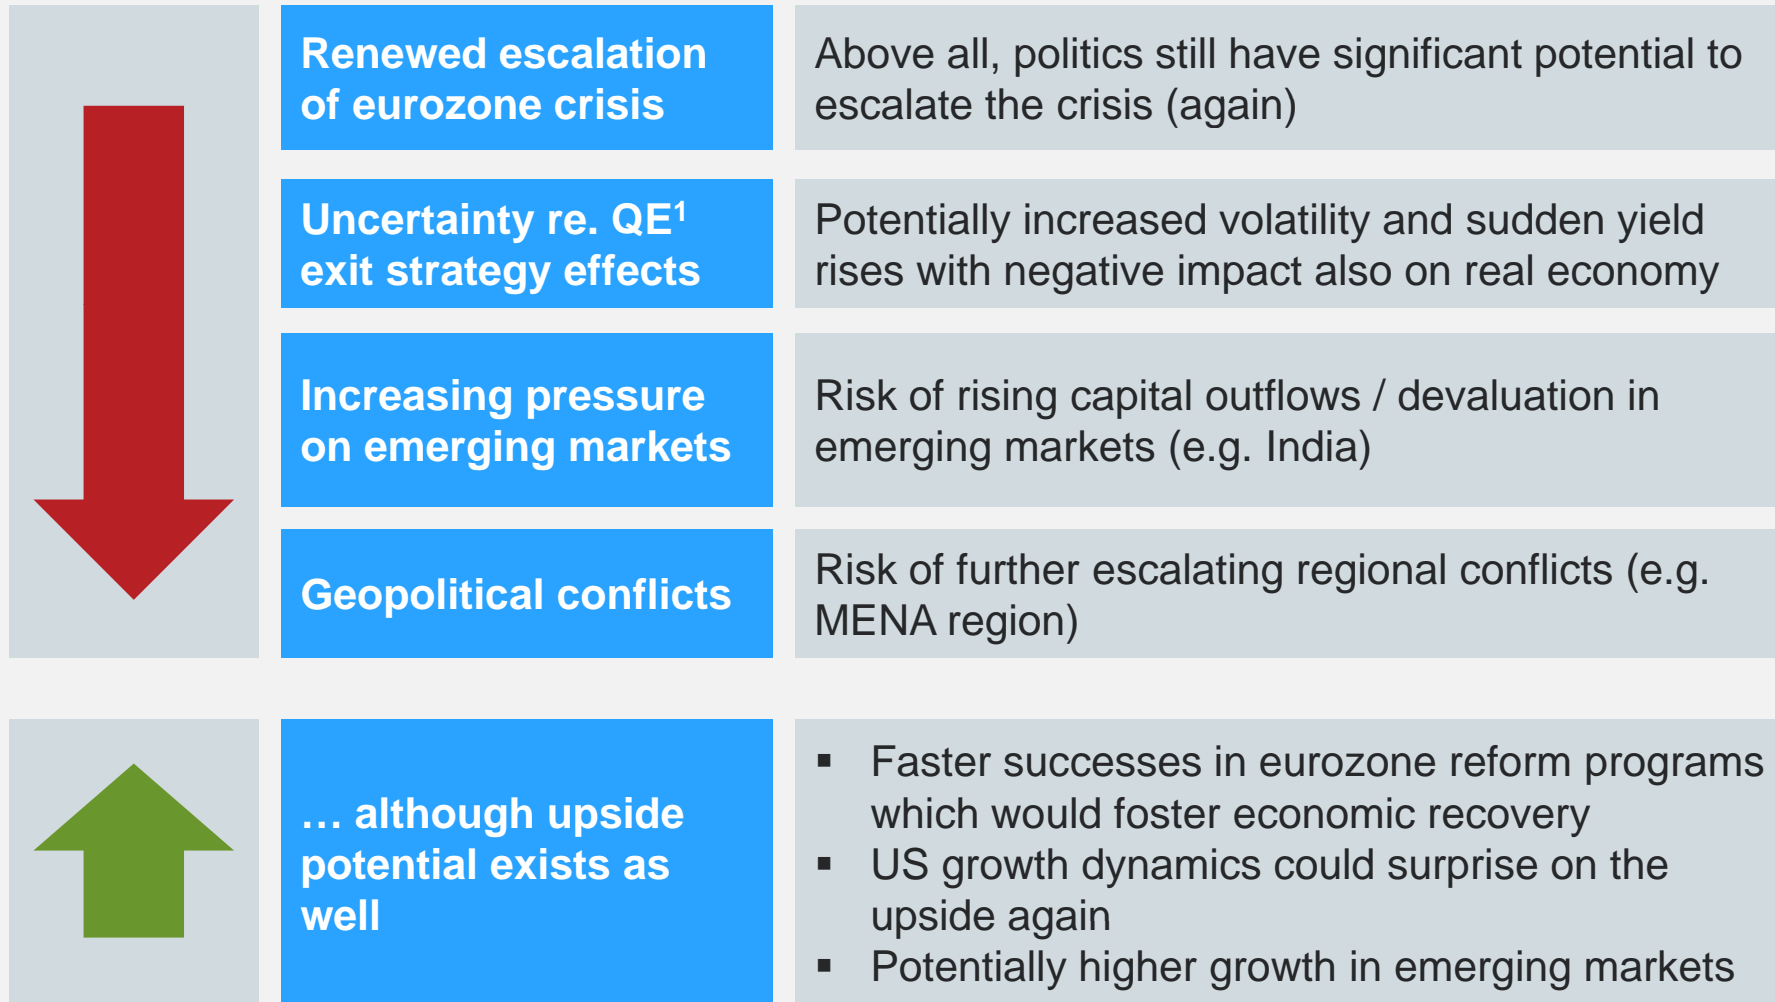 Renewed escalation
of eurozone crisis
Above all, politics still have significant potential to
escalate the crisis (again)
Uncertainty re. QE¹
exit strategy effects
Potentially increased volatility and sudden yield
rises with negative impact also on real economy
Increasing pressure
on emerging markets
Risk of rising capital outflows / devaluation in
emerging markets (e.g. India)
Geopolitical conflicts
Risk of further escalating regional conflicts (e.g.
MENA region)
… although upside
potential exists as
well
▪ Faster successes in eurozone reform programs
which would foster economic recovery
▪ US growth dynamics could surprise on the
upside again
▪ Potentially higher growth in emerging markets